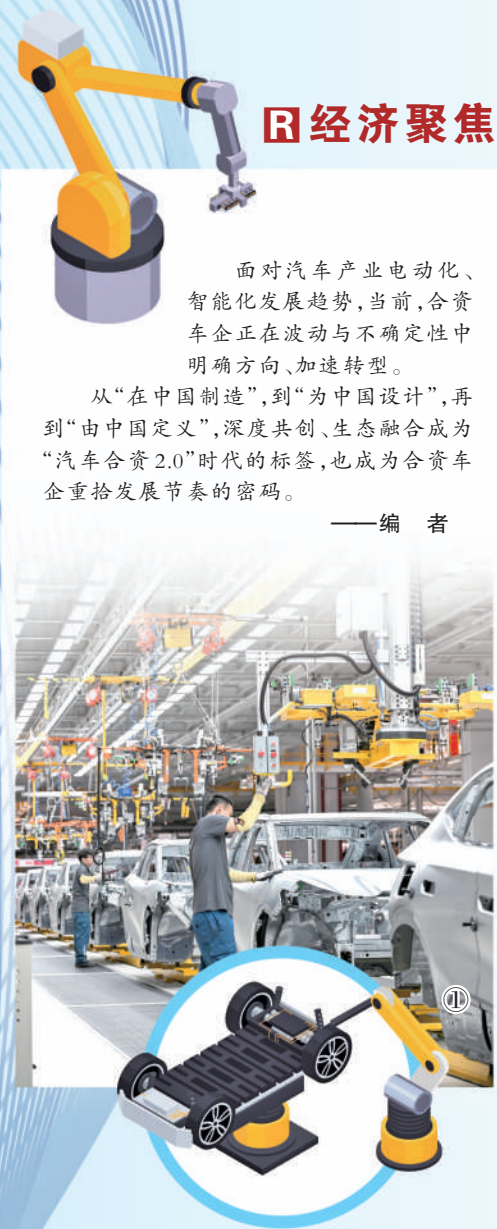 R经济聚焦
面对汽车产业电动化、
智能化发展趋势,当前,合资
车企正在波动与不确定性中
明确方向、加速转型。
从“在中国制造”,到“为中国设计”,再
到“由中国定义”,深度共创、生态融合成为
“汽车合资2.0”时代的标签,也成为合资车
企重拾发展节奏的密码。
——编　者
①